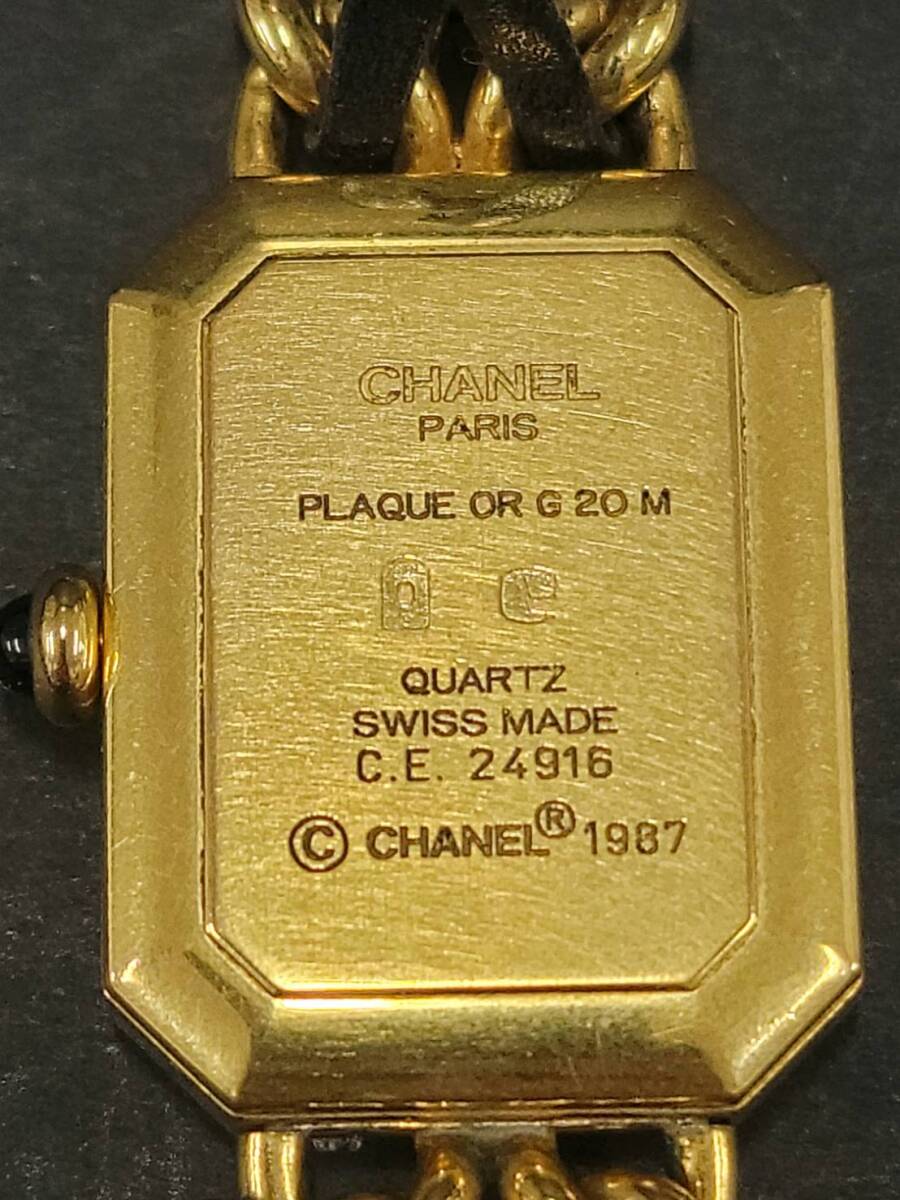 CHANEL
PARIS
PLAQUE OR G 20 M
QUARTZ
SWISS MADE
C.E. 24916
© CHANEL® 1987